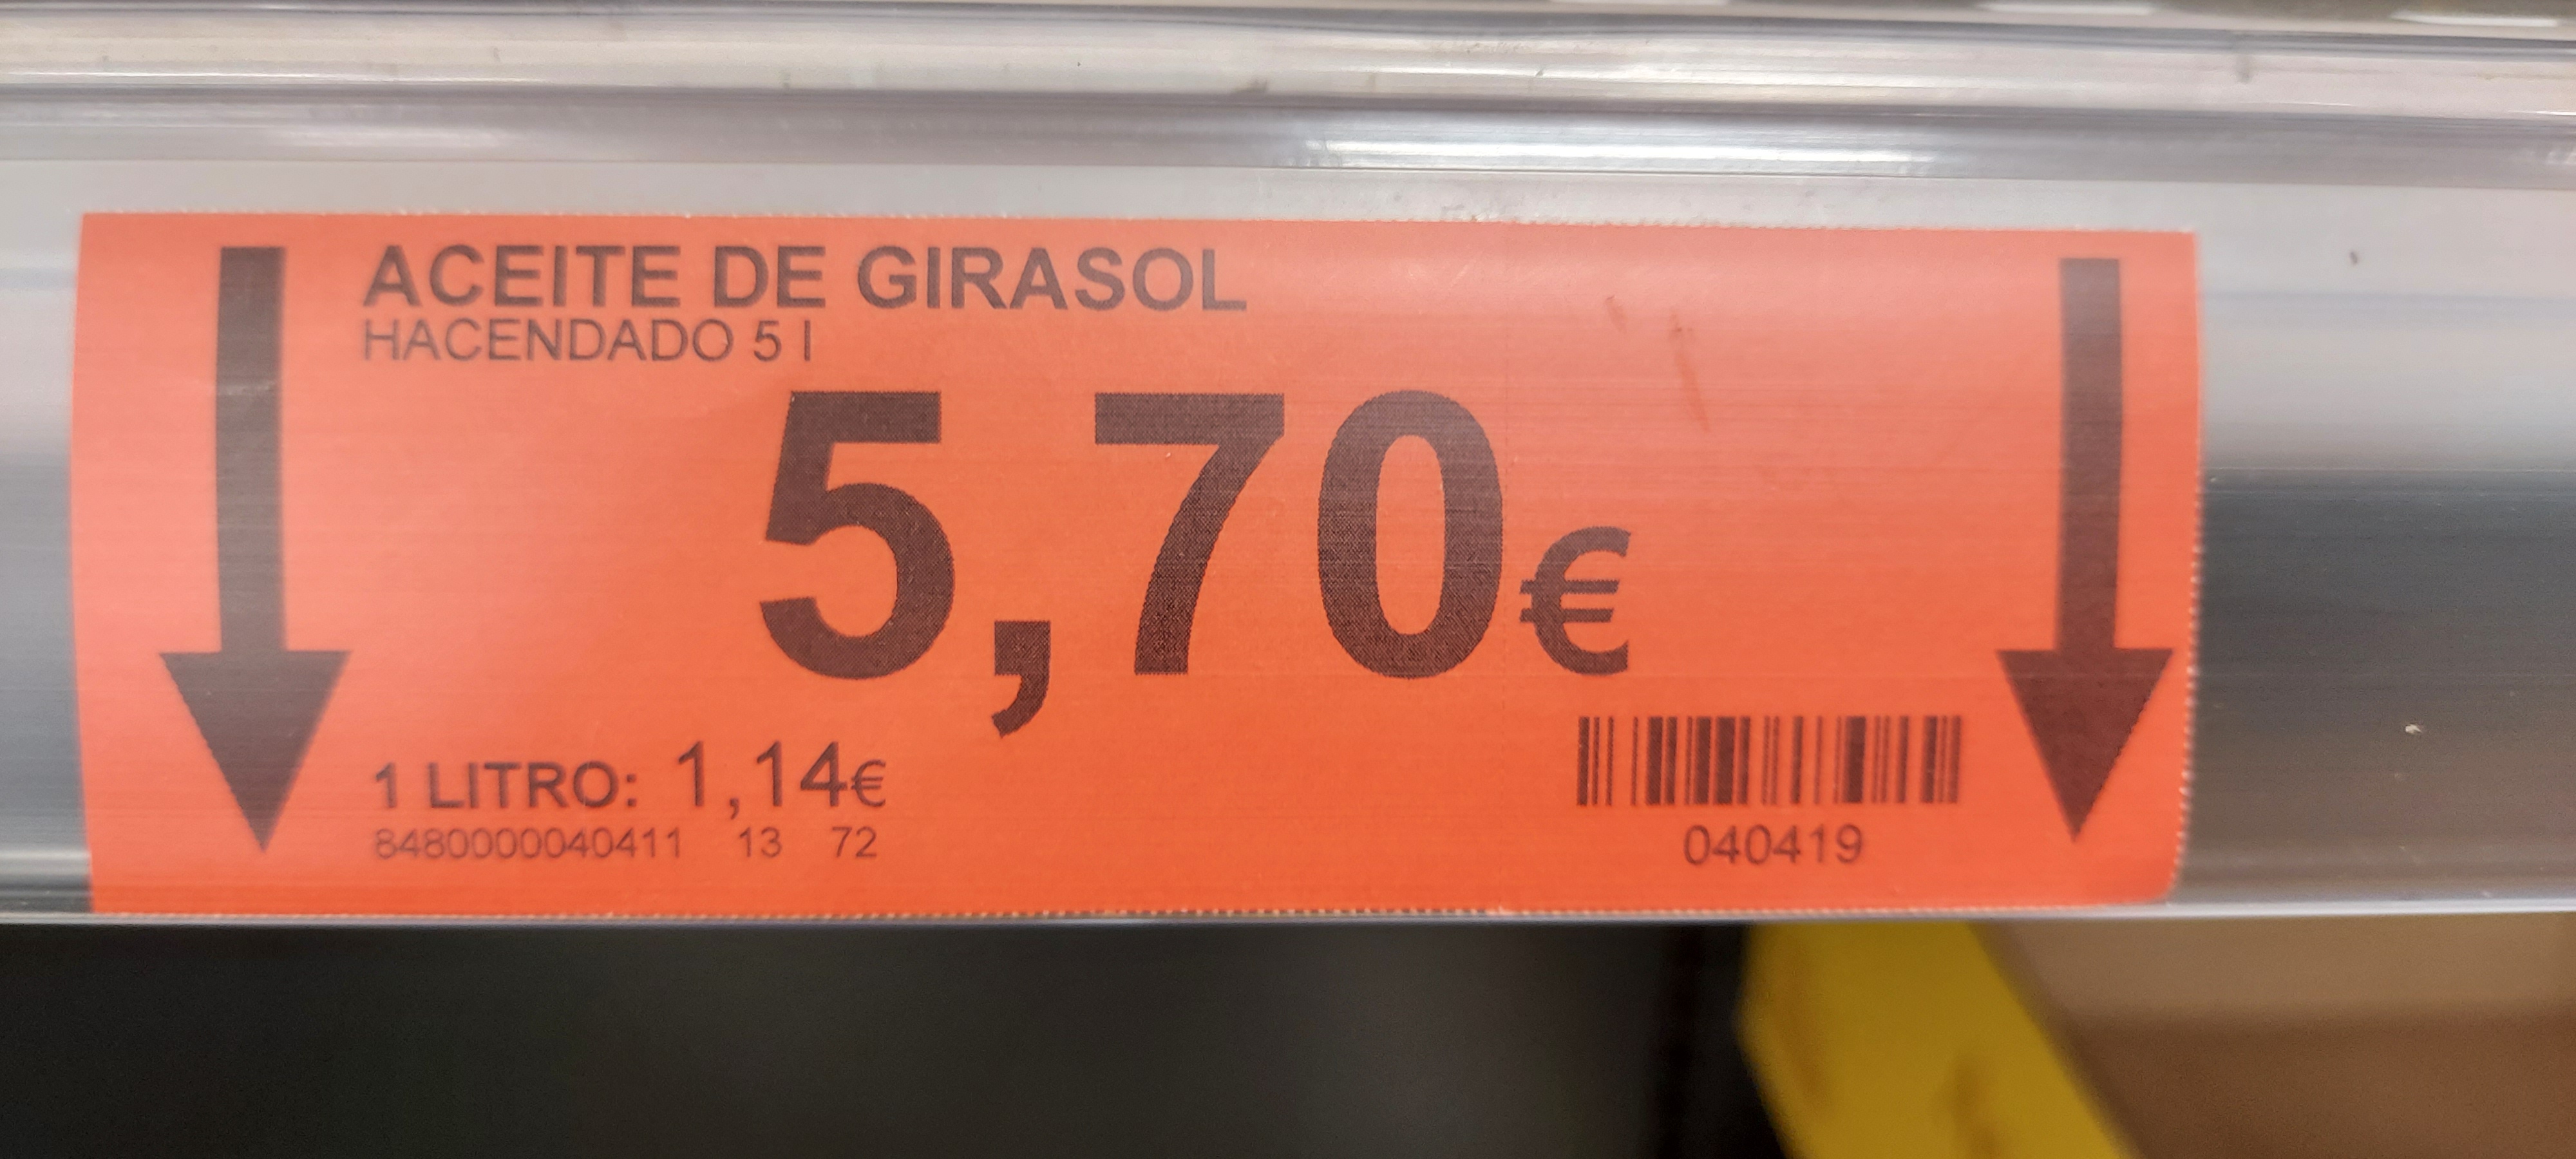 ACEITE DE GIRASOL
HACENDADO 5 l
5,70€
1 LITRO: 1,14€
8480000040411 13 72
040419